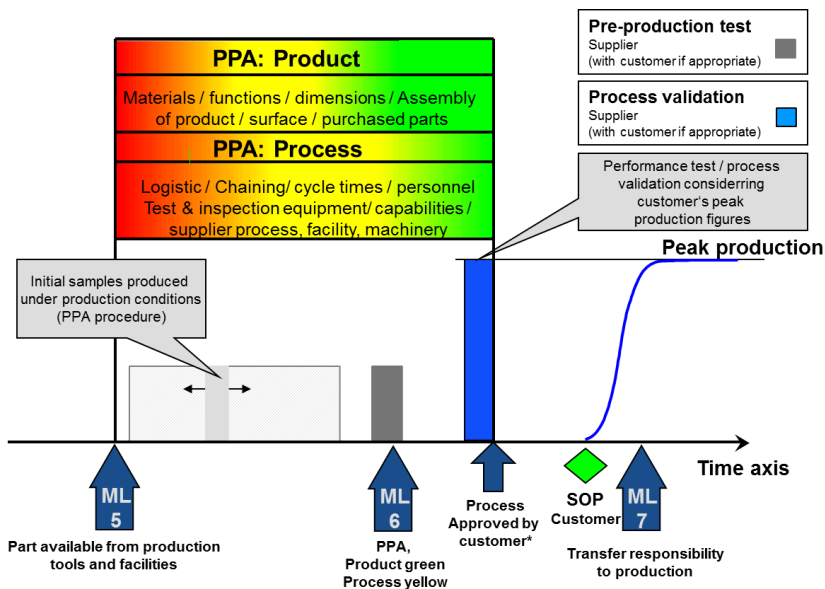 PPA: Product
Materials / functions / dimensions / Assembly
of product / surface / purchased parts
PPA: Process
Logistic / Chaining/ cycle times / personnel
Test & inspection equipment/ capabilities /
supplier process, facility, machinery
Pre-production test
Supplier
(with customer if appropriate)
Process validation
Supplier
(with customer if appropriate)
Performance test / process
validation considerring
customer‘s peak
production figures
Peak production
Initial samples produced
under production conditions
(PPA procedure)
Time axis
ML
5
Part available from production
tools and facilities
ML
6
PPA,
Product green
Process yellow
Process
Approved by
customer*
SOP
Customer
ML
7
Transfer responsibility
to production